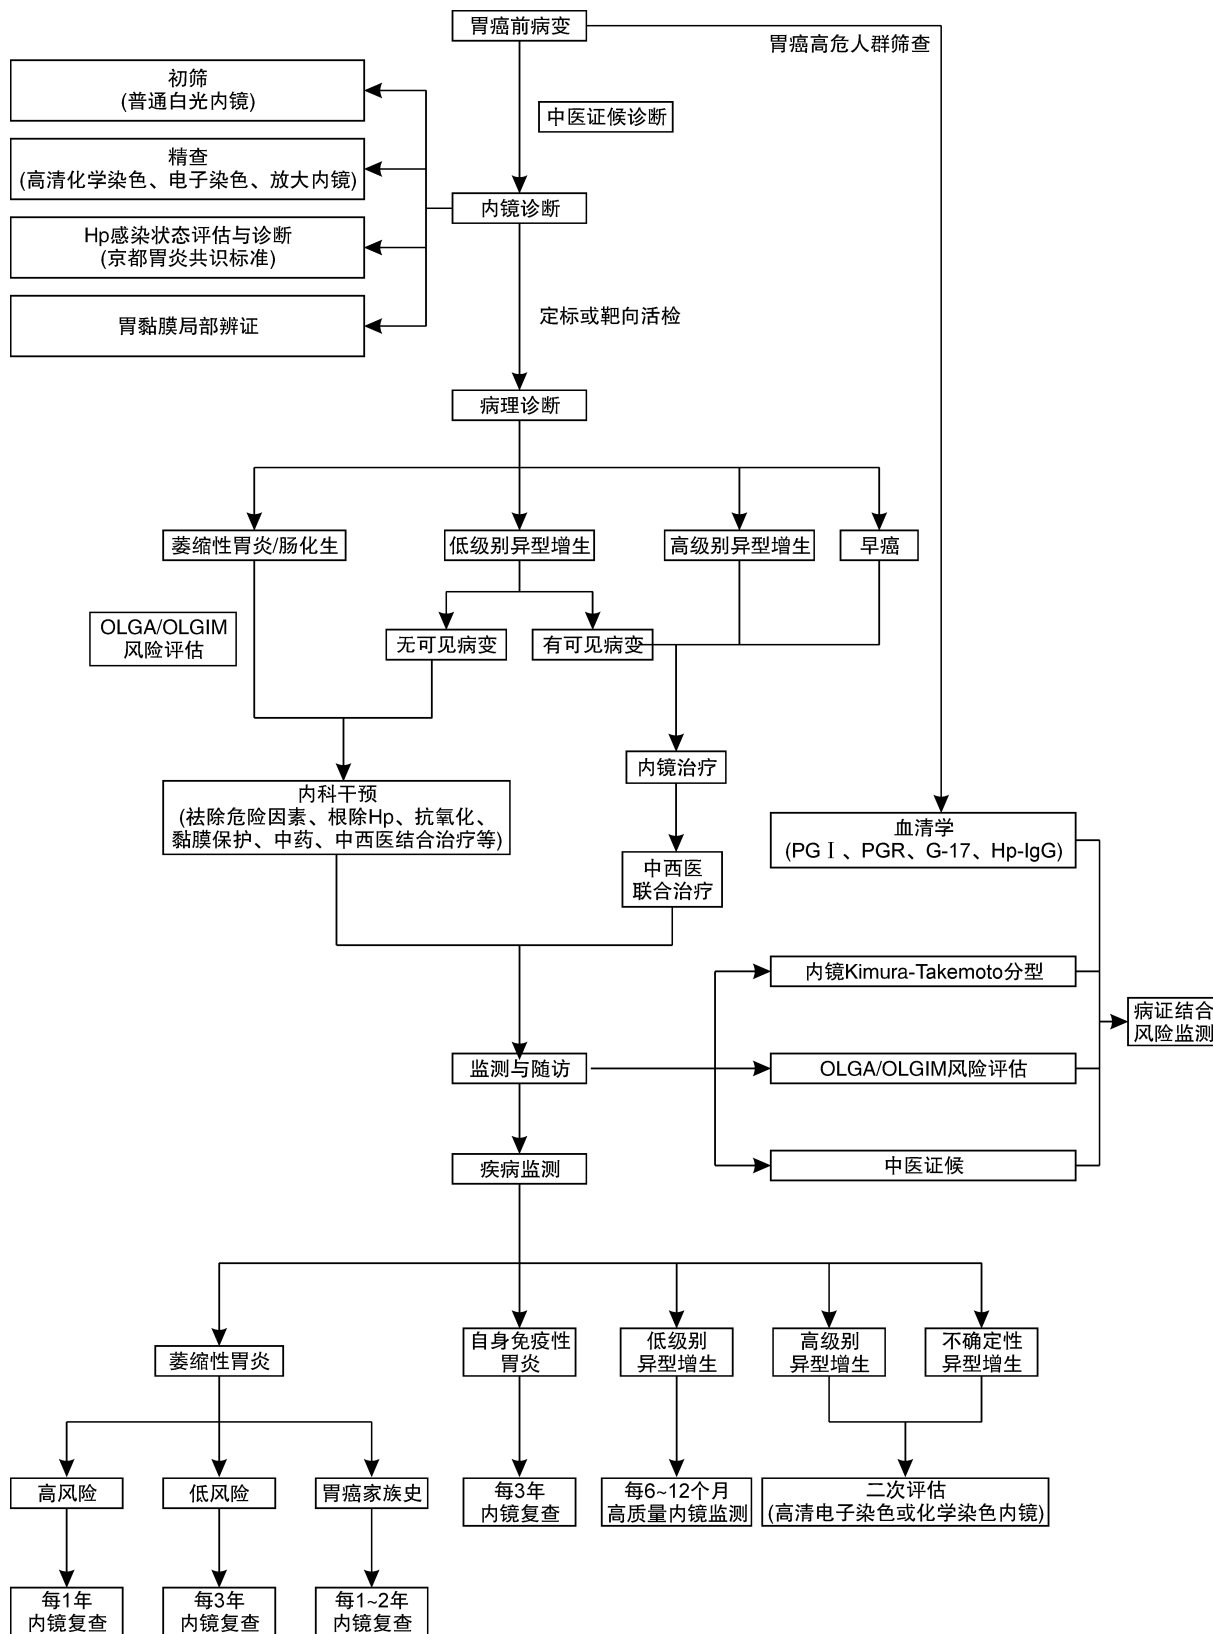 胃癌前病变
胃癌高危人群筛查
初筛
(普通白光内镜)
中医证候诊断
精查
(高清化学染色、电子染色、放大内镜)
内镜诊断
Hp感染状态评估与诊断
(京都胃炎共识标准)
胃黏膜局部辨证
定标或靶向活检
病理诊断
萎缩性胃炎/肠化生
低级别异型增生
高级别异型增生
早癌
OLGA/OLGIM
风险评估
无可见病变
有可见病变
内镜治疗
内科干预
(祛除危险因素、根除Hp、抗氧化、
黏膜保护、中药、中西医结合治疗等)
血清学
(PGⅠ、PGR、G-17、Hp-IgG)
中西医
联合治疗
内镜Kimura-Takemoto分型
病证结合
风险监测
监测与随访
OLGA/OLGIM风险评估
疾病监测
中医证候
萎缩性胃炎
自身免疫性
胃炎
低级别
异型增生
高级别
异型增生
不确定性
异型增生
高风险
低风险
胃癌家族史
每3年
内镜复查
每6~12个月
高质量内镜监测
二次评估
(高清电子染色或化学染色内镜)
每1年
内镜复查
每3年
内镜复查
每1~2年
内镜复查